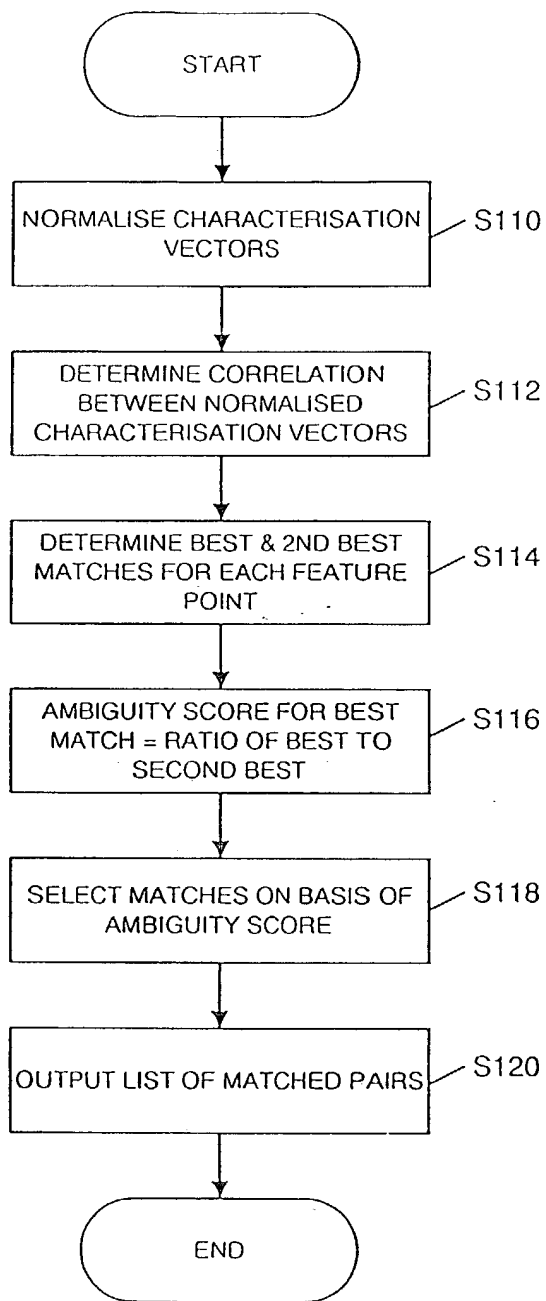 START
NORMALISE CHARACTERISATION
VECTORS
S110
DETERMINE CORRELATION
BETWEEN NORMALISED
CHARACTERISATION VECTORS
S112
DETERMINE BEST & 2ND BEST
MATCHES FOR EACH FEATURE
POINT
S114
AMBIGUITY SCORE FOR BEST
MATCH = RATIO OF BEST TO
SECOND BEST
S116
SELECT MATCHES ON BASIS OF
AMBIGUITY SCORE
S118
OUTPUT LIST OF MATCHED PAIRS
S120
END